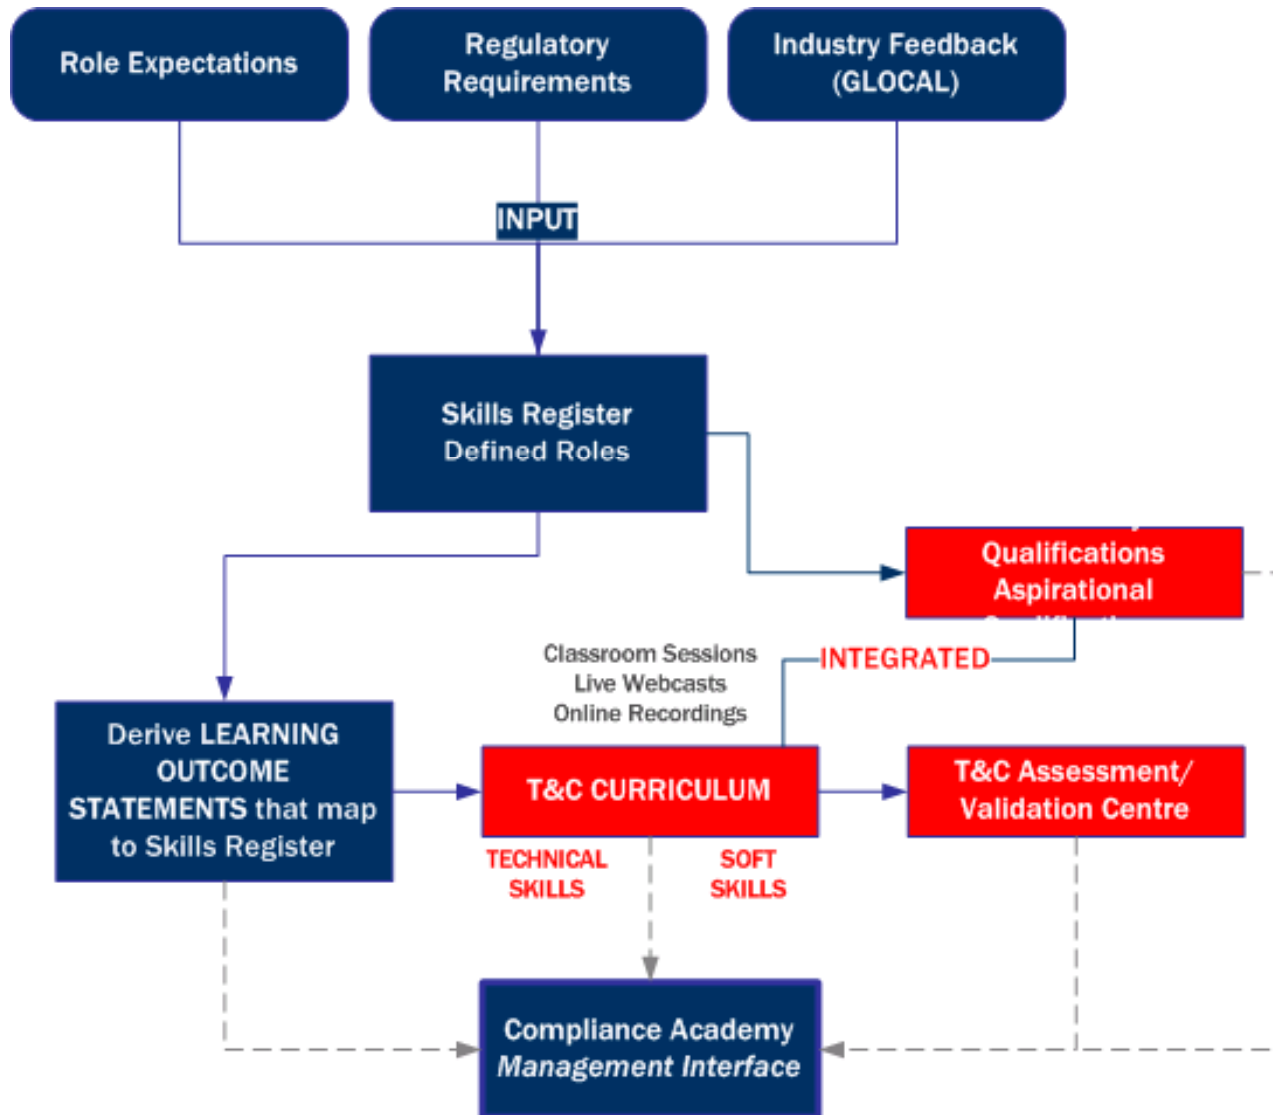 Role Expectations
Regulatory
Requirements
Industry Feedback
(GLOCAL)
INPUT
Skills Register
Defined Roles
Qualifications
Aspirational
INTEGRATED
Classroom Sessions
Live Webcasts
Online Recordings
Derive LEARNING
OUTCOME
STATEMENTS that map
to Skills Register
T&C CURRICULUM
T&C Assessment/
Validation Centre
TECHNICAL
SKILLS
SOFT
SKILLS
Compliance Academy
Management Interface